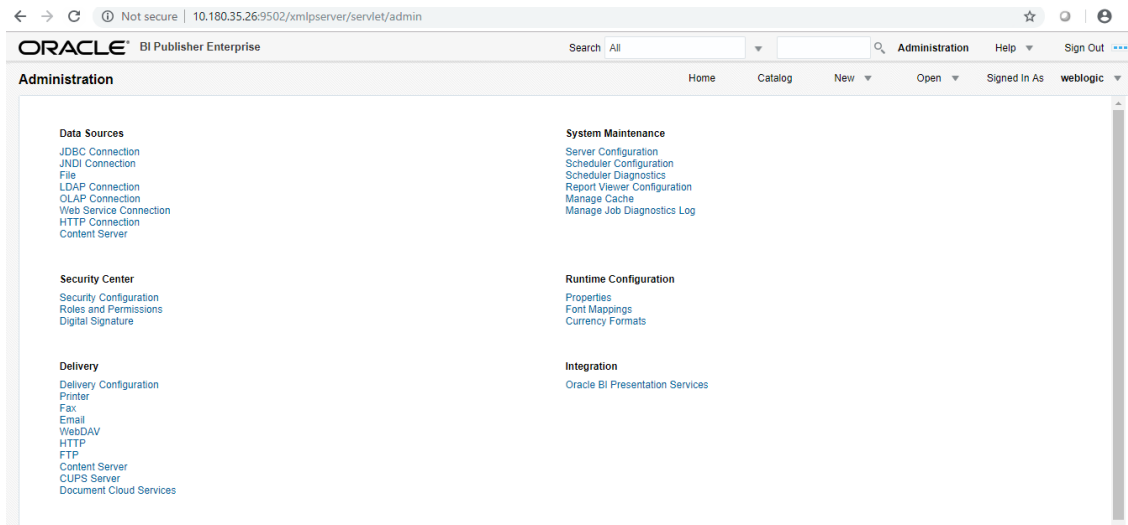 Not secure 10.180.35.26:9502/xmlpserver/servlet/admin
ORACLE BI Publisher Enterprise Search All Administration Help Sign Out
Administration Home Catalog New Open Signed In As weblogic
Data Sources
JDBC Connection
JNDI Connection
File
LDAP Connection
OLAP Connection
Web Service Connection
HTTP Connection
Content Server
System Maintenance
Server Configuration
Scheduler Configuration
Scheduler Diagnostics
Report Viewer Configuration
Manage Cache
Manage Job Diagnostics Log
Security Center
Security Configuration
Roles and Permissions
Digital Signature
Runtime Configuration
Properties
Font Mappings
Currency Formats
Delivery
Delivery Configuration
Printer
Fax
Email
WebDAV
HTTP
FTP
Content Server
CUPS Server
Document Cloud Services
Integration
Oracle BI Presentation Services